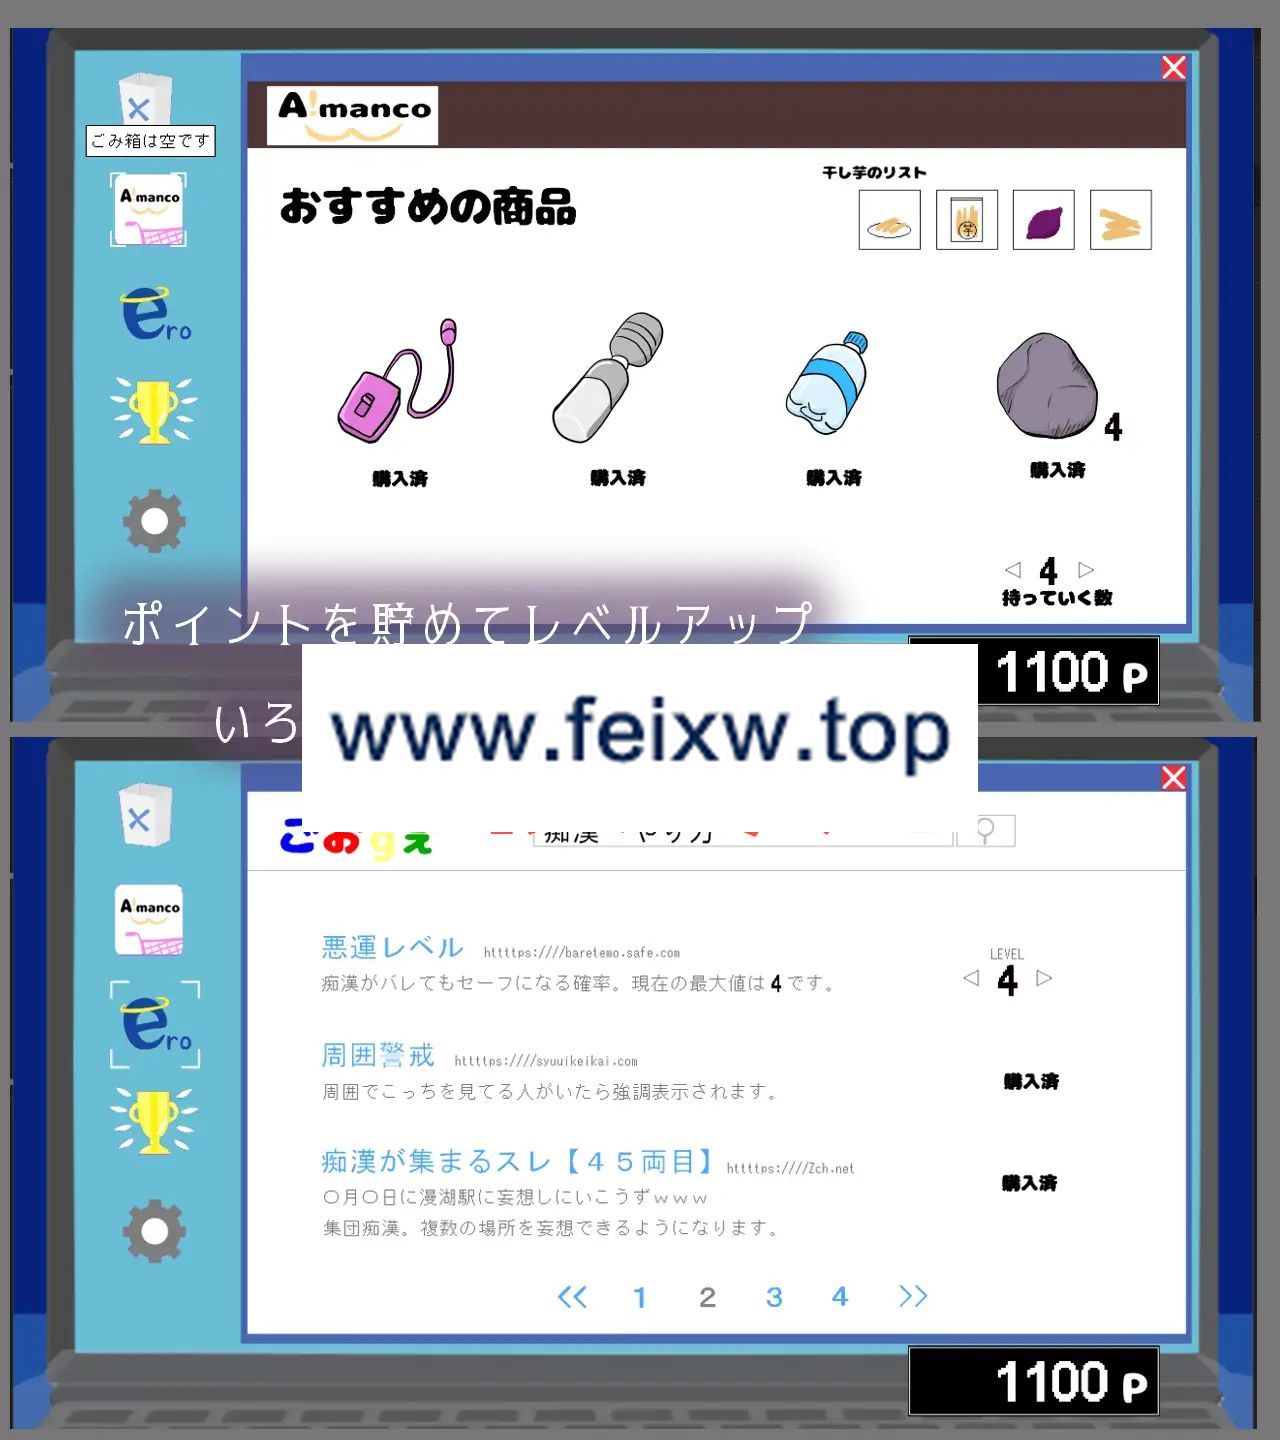 A!manco
ごみ箱は空です
A!manco
干し芋のリスト
おすすめの商品
芋
ero
4
購入済
購入済
購入済
購入済
4
持っていく数
ポイントを貯めてレベルアップ
1100 P
いろ
www.feixw.top
ごおすえ
痴漢 やり方
A!manco
悪運レベル httttps:////baretemo.safe.com
LEVEL
痴漢がバレてもセーフになる確率。現在の最大値は4です。
4
ero
周囲警戒 httttps:////syuuikeikai.com
周囲でこっちを見てる人がいたら強調表示されます。
購入済
痴漢が集まるスレ【４５両目】 httttps:////Zch.net
〇月〇日に漫湖駅に妄想しにいこうずｗｗｗ
購入済
集団痴漢。複数の場所を妄想できるようになります。
<< 1 2 3 4 >>
1100 P